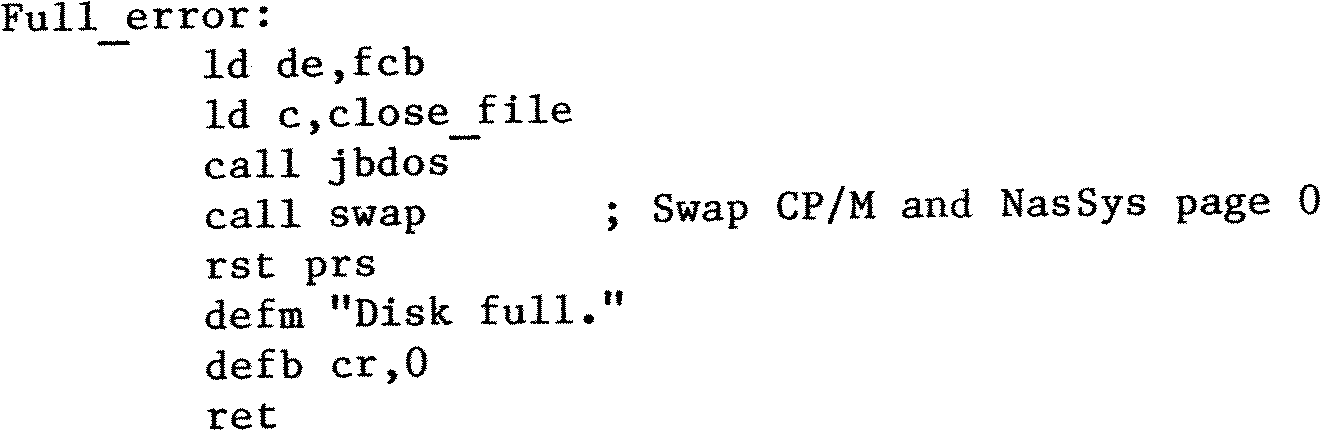 Full_error:
        ld de,fcb
        ld c,close_file
        call jbdos
        call swap          ; Swap CP/M and NasSys page 0
        rst prs
        defm "Disk full."
        defb cr,0
        ret